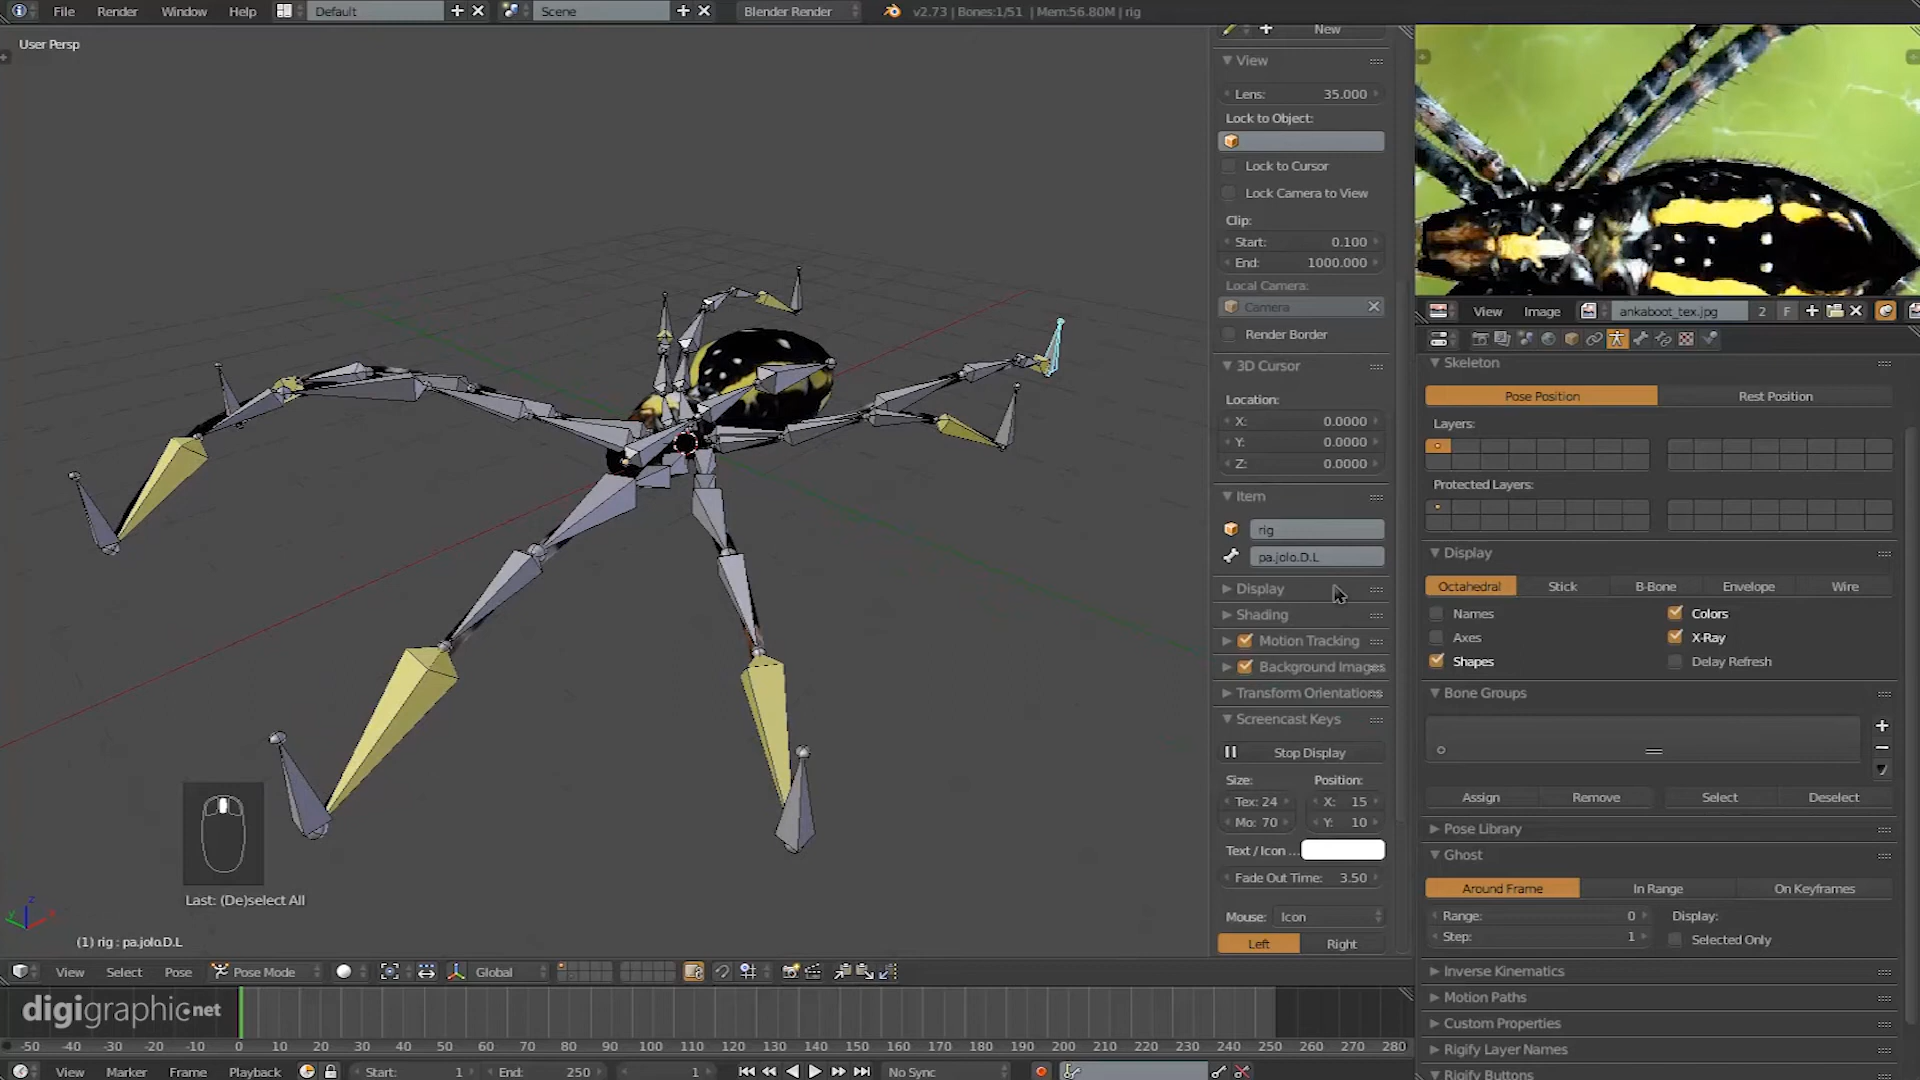 File Render Window Help Default Scene Blender Render v2.73 | Bones:1/51 | Mem:56.80M | rig
User Persp
New
View
Lens: 35.000
Lock to Object:
Lock to Cursor
Lock Camera to View
Clip:
Start: 0.100
End: 1000.000
Local Camera:
Camera
Render Border
3D Cursor
Location:
X: 0.0000
Y: 0.0000
Z: 0.0000
Item
rig
pa.jolo.D.L
Display
Shading
Motion Tracking
Background Images
Transform Orientations
Screencast Keys
Stop Display
Size: Position:
Tex: 24 X: 15
Mo: 70 Y: 10
Text / Icon ...
Fade Out Time: 3.50
Mouse: Icon
Left Right
View Image ankaboot_tex.jpg 2 F
Skeleton
Pose Position Rest Position
Layers:
Protected Layers:
Display
Octahedral Stick B-Bone Envelope Wire
Names Colors
Axes X-Ray
Shapes Delay Refresh
Bone Groups
Assign Remove Select Deselect
Pose Library
Ghost
Around Frame In Range On Keyframes
Range: 0 Display:
Step: 1 Selected Only
Inverse Kinematics
Motion Paths
Custom Properties
Rigify Layer Names
Rigify Buttons
Last: (De)select All
(1) rig : pa.jolo.D.L
View Select Pose Pose Mode Global
digigraphic.net
-50 -40 -30 -20 -10 0 10 20 30 40 50 60 70 80 90 100 110 120 130 140 150 160 170 180 190 200 210 220 230 240 250 260 270 280
View Marker Frame Playback Start: 1 End: 250 1 No Sync